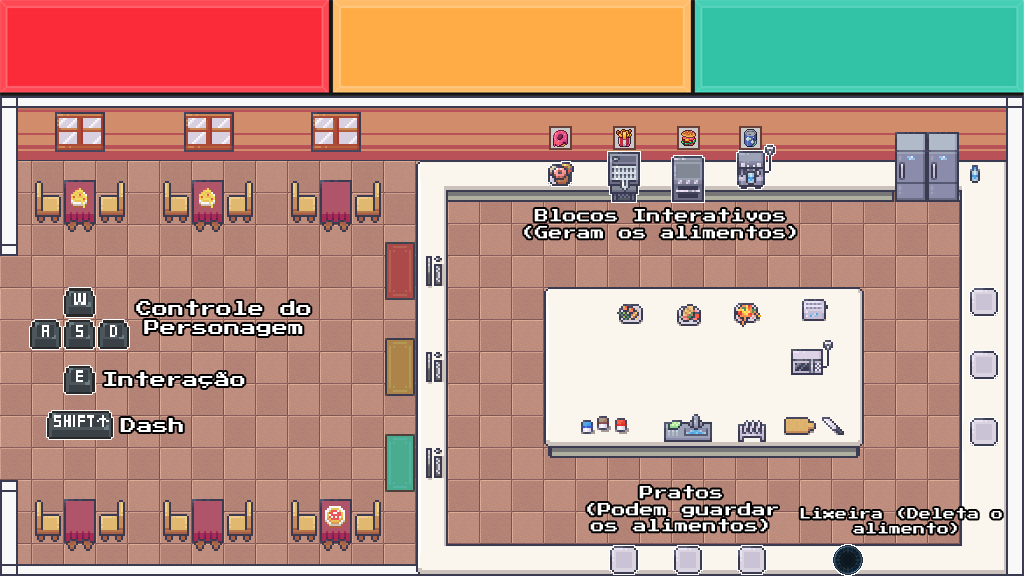 Blocos Interativos
(Geram os alimentos)
W
A S D
Controle do
Personagem
E
Interação
SHIFT↑
Dash
Pratos
(Podem guardar
os alimentos)
Lixeira (Deleta o
alimento)